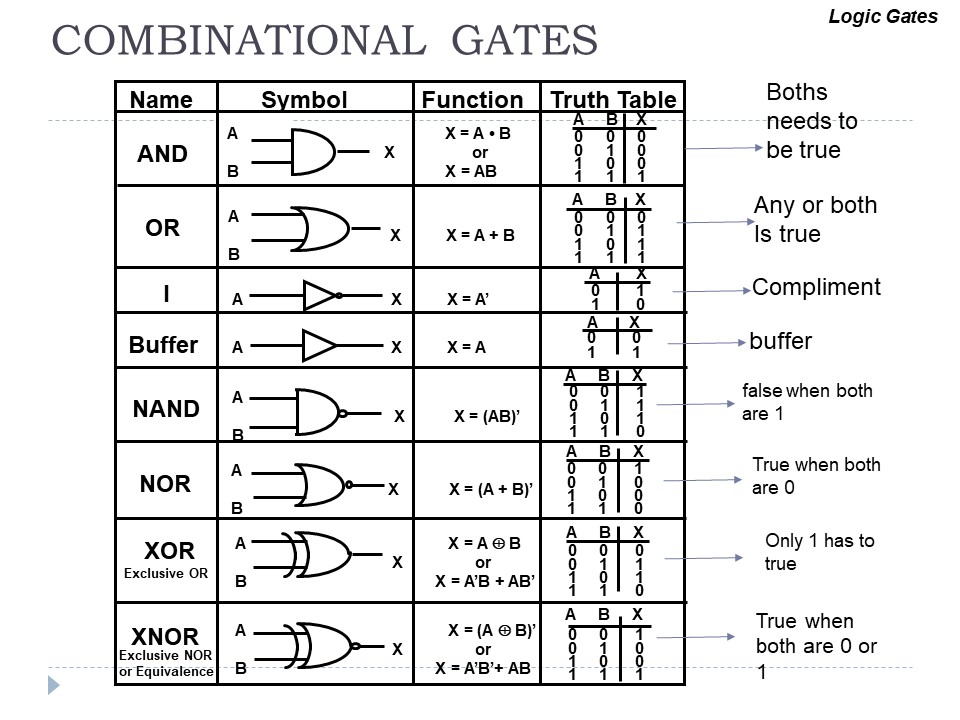 Logic Gates
COMBINATIONAL GATES
Name Symbol Function Truth Table
AND
A
B
X
X = A • B
or
X = AB
A B X
0 0 0
0 1 0
1 0 0
1 1 1
Boths
needs to
be true
OR
A
B
X
X = A + B
A B X
0 0 0
0 1 1
1 0 1
1 1 1
Any or both
Is true
I
A
X
X = A’
A X
0 1
1 0
Compliment
Buffer
A
X
X = A
A X
0 0
1 1
buffer
NAND
A
B
X
X = (AB)’
A B X
0 0 1
0 1 1
1 0 1
1 1 0
false when both
are 1
NOR
A
B
X
X = (A + B)’
A B X
0 0 1
0 1 0
1 0 0
1 1 0
True when both
are 0
XOR
Exclusive OR
A
B
X
X = A ⊕ B
or
X = A’B + AB’
A B X
0 0 0
0 1 1
1 0 1
1 1 0
Only 1 has to
true
XNOR
Exclusive NOR
or Equivalence
A
B
X
X = (A ⊕ B)’
or
X = A’B’+ AB
A B X
0 0 1
0 1 0
1 0 0
1 1 1
True when
both are 0 or
1